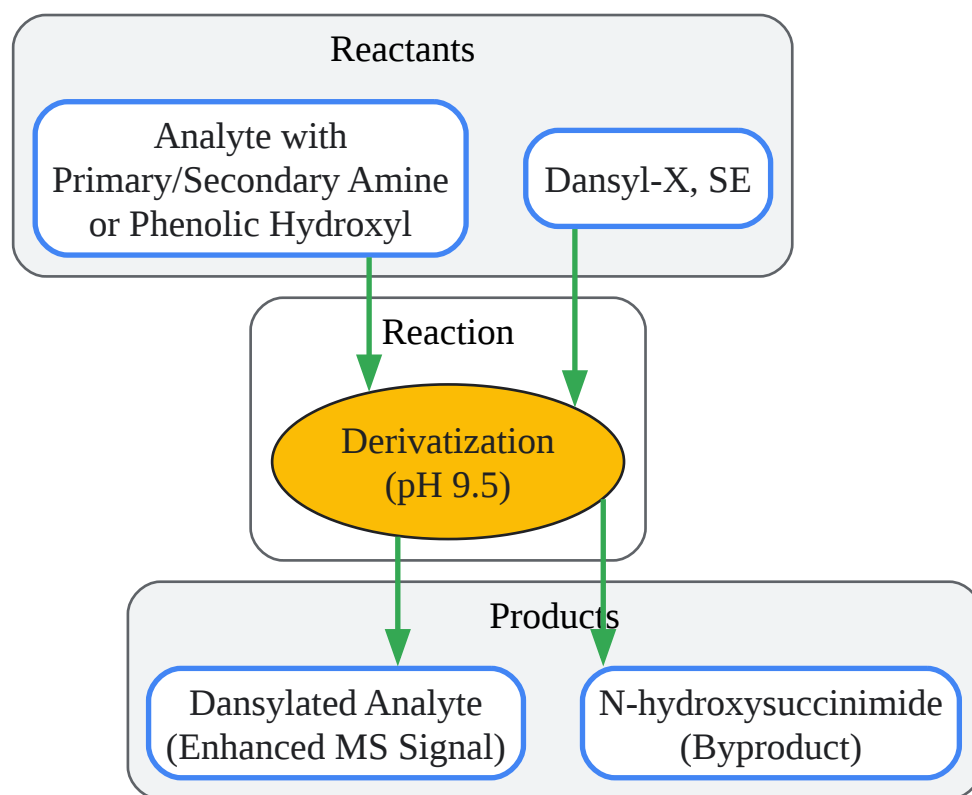 Reactants
Analyte with
Primary/Secondary Amine
or Phenolic Hydroxyl
Dansyl-X, SE
Reaction
Derivatization
(pH 9.5)
Products
Dansylated Analyte
(Enhanced MS Signal)
N-hydroxysuccinimide
(Byproduct)